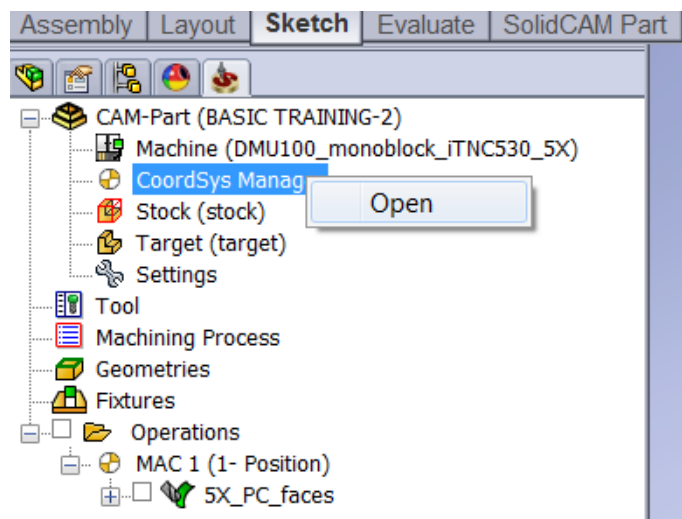 Assembly Layout Sketch Evaluate SolidCAM Part
CAM-Part (BASIC TRAINING-2)
Machine (DMU100_monoblock_iTNC530_5X)
CoordSys Manag
Open
Stock (stock)
Target (target)
Settings
Tool
Machining Process
Geometries
Fixtures
Operations
MAC 1 (1- Position)
5X_PC_faces